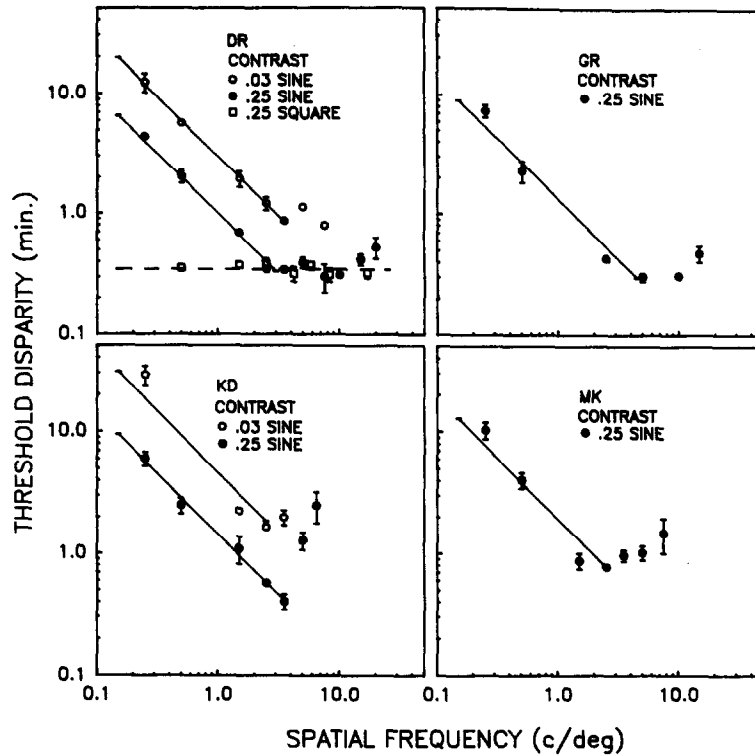 DR
CONTRAST
.03 SINE
.25 SINE
.25 SQUARE
GR
CONTRAST
.25 SINE
10.0
1.0
0.1
THRESHOLD DISPARITY (min.)
KD
CONTRAST
.03 SINE
.25 SINE
MK
CONTRAST
.25 SINE
10.0
1.0
0.1
0.1 1.0 10.0 0.1 1.0 10.0
SPATIAL FREQUENCY (c/deg)